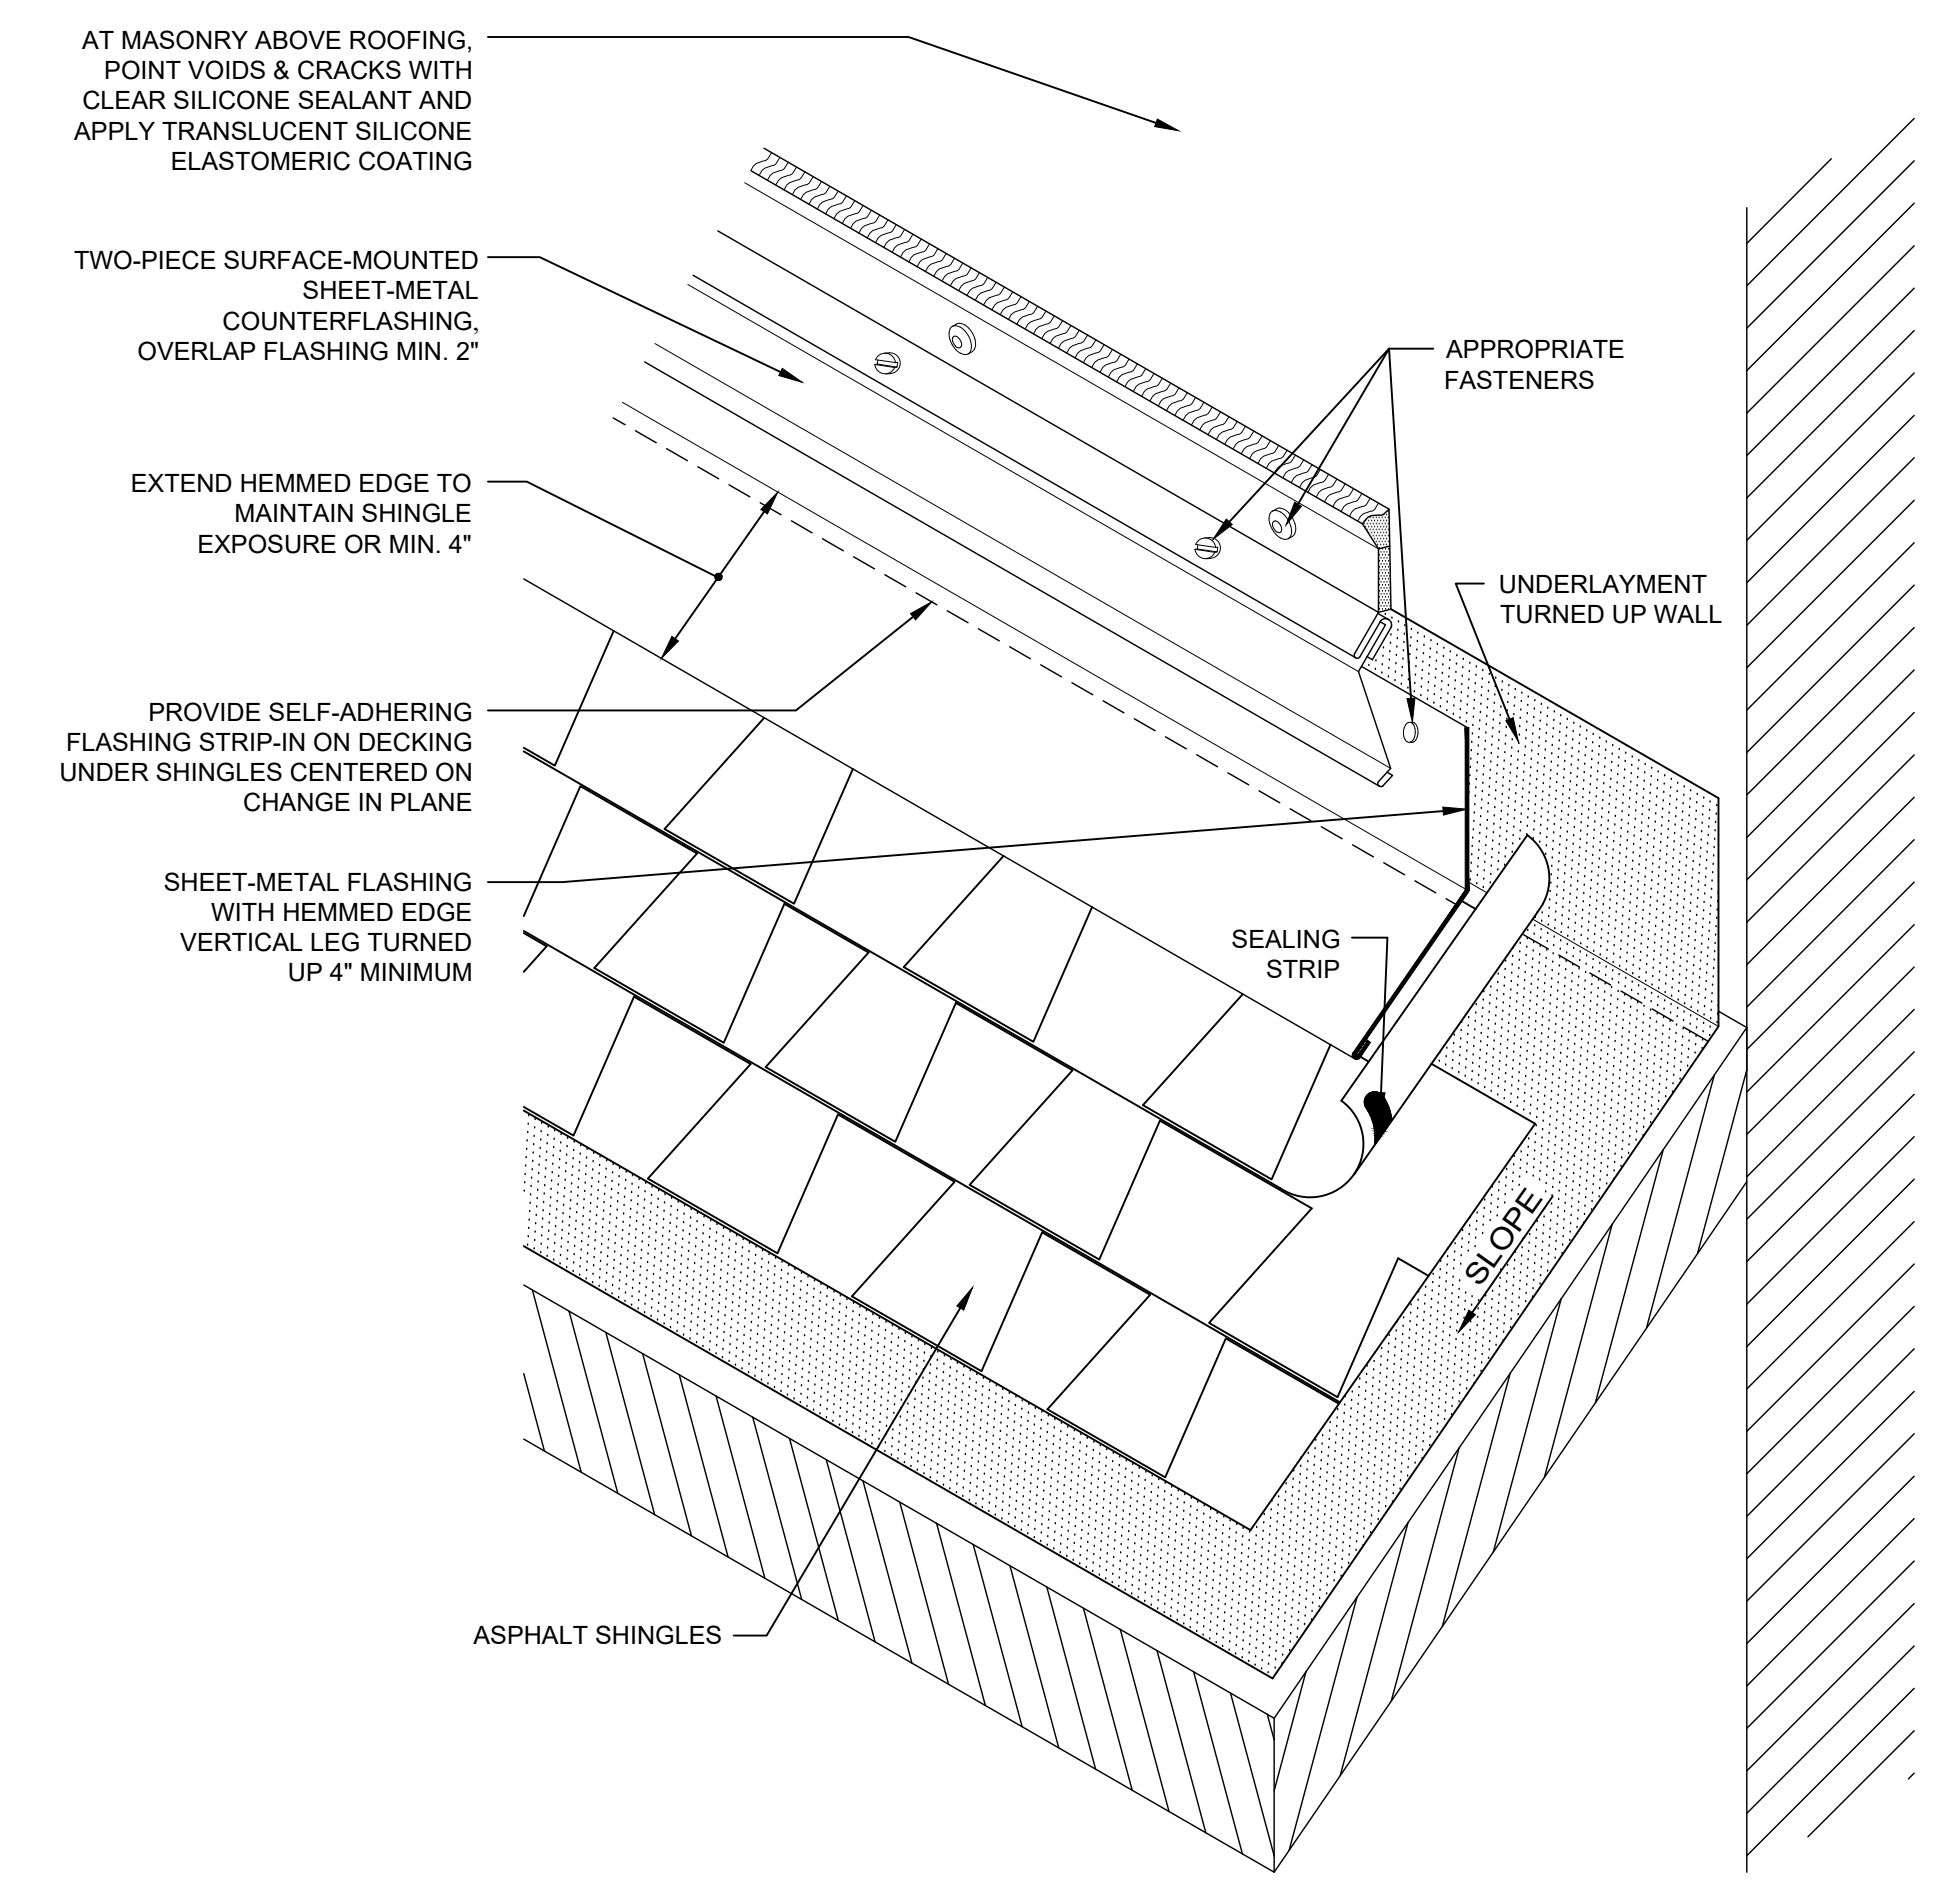 AT MASONRY ABOVE ROOFING,
POINT VOIDS & CRACKS WITH
CLEAR SILICONE SEALANT AND
APPLY TRANSLUCENT SILICONE
ELASTOMERIC COATING
TWO-PIECE SURFACE-MOUNTED
SHEET-METAL
COUNTERFLASHING,
OVERLAP FLASHING MIN. 2"
APPROPRIATE
FASTENERS
EXTEND HEMMED EDGE TO
MAINTAIN SHINGLE
EXPOSURE OR MIN. 4"
UNDERLAYMENT
TURNED UP WALL
PROVIDE SELF-ADHERING
FLASHING STRIP-IN ON DECKING
UNDER SHINGLES CENTERED ON
CHANGE IN PLANE
SHEET-METAL FLASHING
WITH HEMMED EDGE
VERTICAL LEG TURNED
UP 4" MINIMUM
SEALING
STRIP
SLOPE
ASPHALT SHINGLES